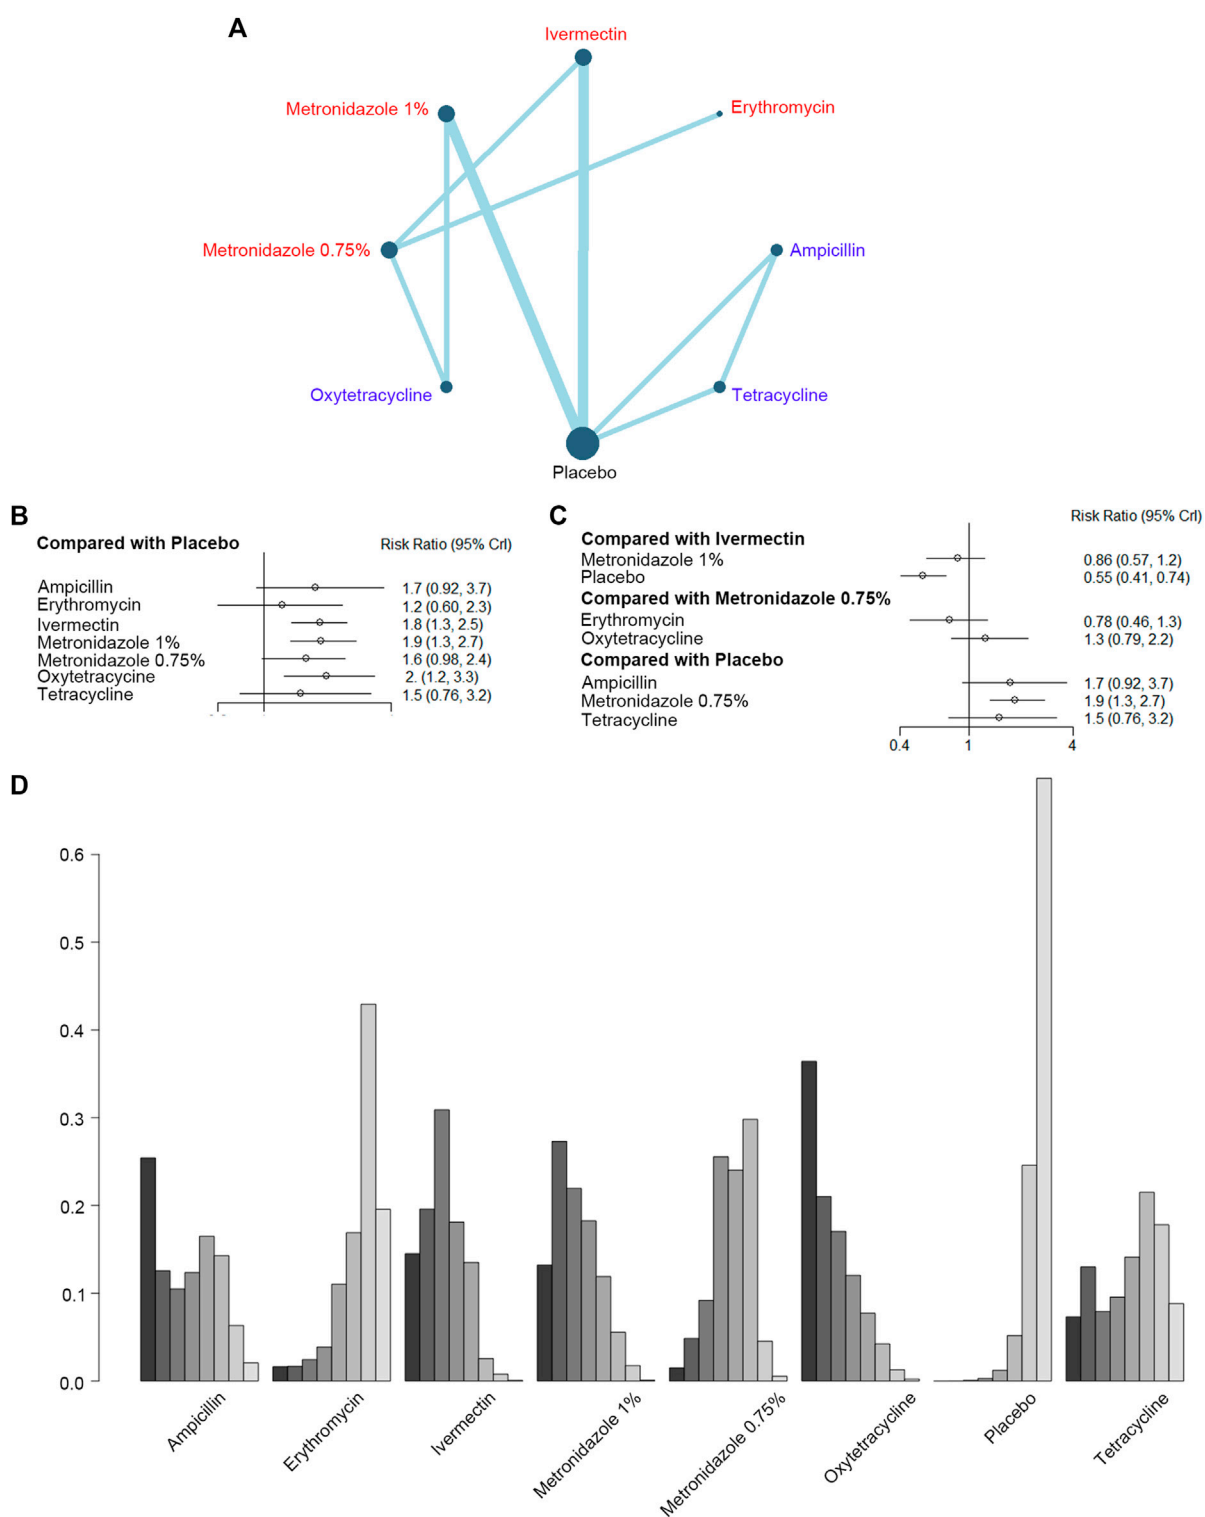 A
Ivermectin
Metronidazole 1%
Erythromycin
Metronidazole 0.75%
Ampicillin
Oxytetracycline
Tetracycline
Placebo
B
Compared with Placebo
Risk Ratio (95% CrI)
Ampicillin 1.7 (0.92, 3.7)
Erythromycin 1.2 (0.60, 2.3)
Ivermectin 1.8 (1.3, 2.5)
Metronidazole 1% 1.9 (1.3, 2.7)
Metronidazole 0.75% 1.6 (0.98, 2.4)
Oxytetracycine 2. (1.2, 3.3)
Tetracycline 1.5 (0.76, 3.2)
C
Risk Ratio (95% CrI)
Compared with Ivermectin
Metronidazole 1% 0.86 (0.57, 1.2)
Placebo 0.55 (0.41, 0.74)
Compared with Metronidazole 0.75%
Erythromycin 0.78 (0.46, 1.3)
Oxytetracycline 1.3 (0.79, 2.2)
Compared with Placebo
Ampicillin 1.7 (0.92, 3.7)
Metronidazole 0.75% 1.9 (1.3, 2.7)
Tetracycline 1.5 (0.76, 3.2)
0.4 1 4
D
0.6
0.5
0.4
0.3
0.2
0.1
0.0
Ampicillin
Erythromycin
Ivermectin
Metronidazole 1%
Metronidazole 0.75%
Oxytetracycline
Placebo
Tetracycline